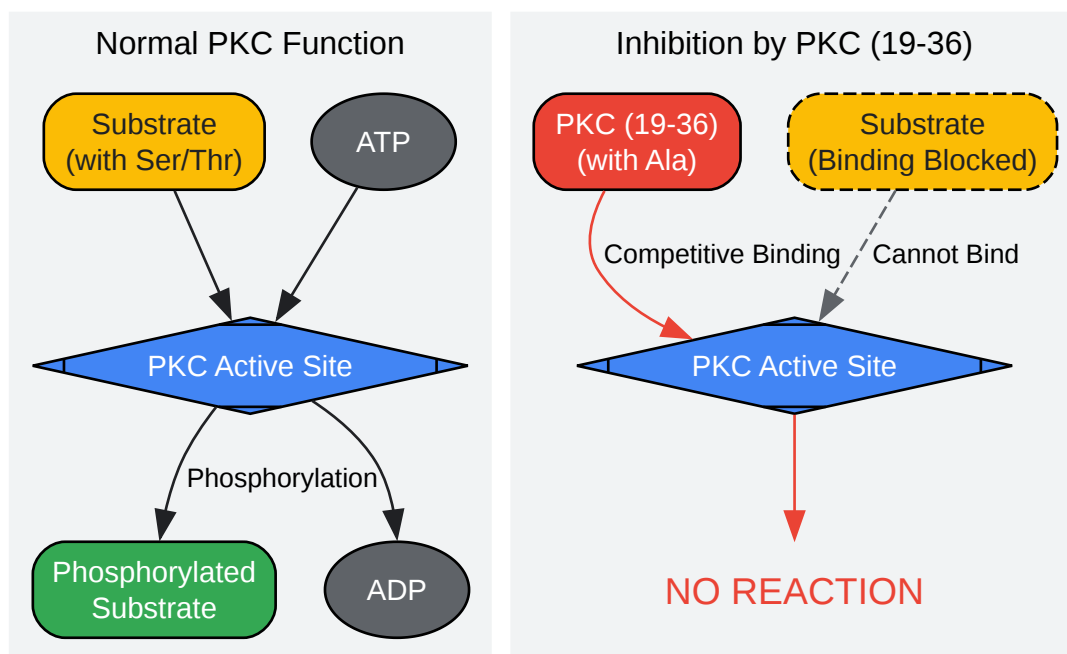 Normal PKC Function
Substrate
(with Ser/Thr)
ATP
PKC Active Site
Phosphorylation
Phosphorylated
Substrate
ADP
Inhibition by PKC (19-36)
PKC (19-36)
(with Ala)
Substrate
(Binding Blocked)
Competitive Binding
Cannot Bind
PKC Active Site
NO REACTION